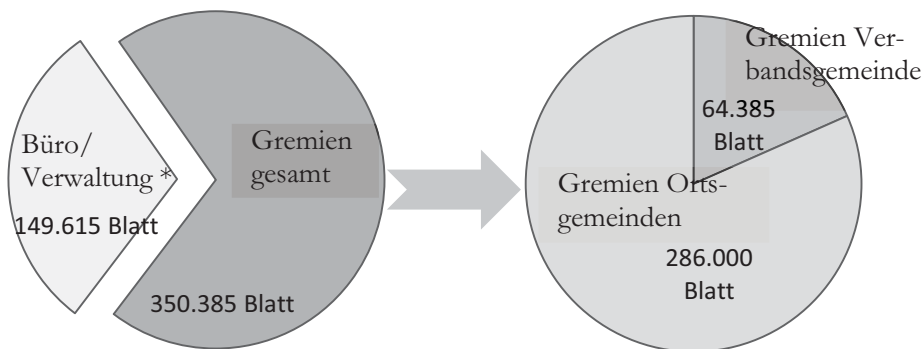 Büro/
Verwaltung *
149.615 Blatt
Gremien
gesamt
350.385 Blatt
Gremien Ver-
bandsgemeinde
64.385
Blatt
Gremien Orts-
gemeinden
286.000
Blatt